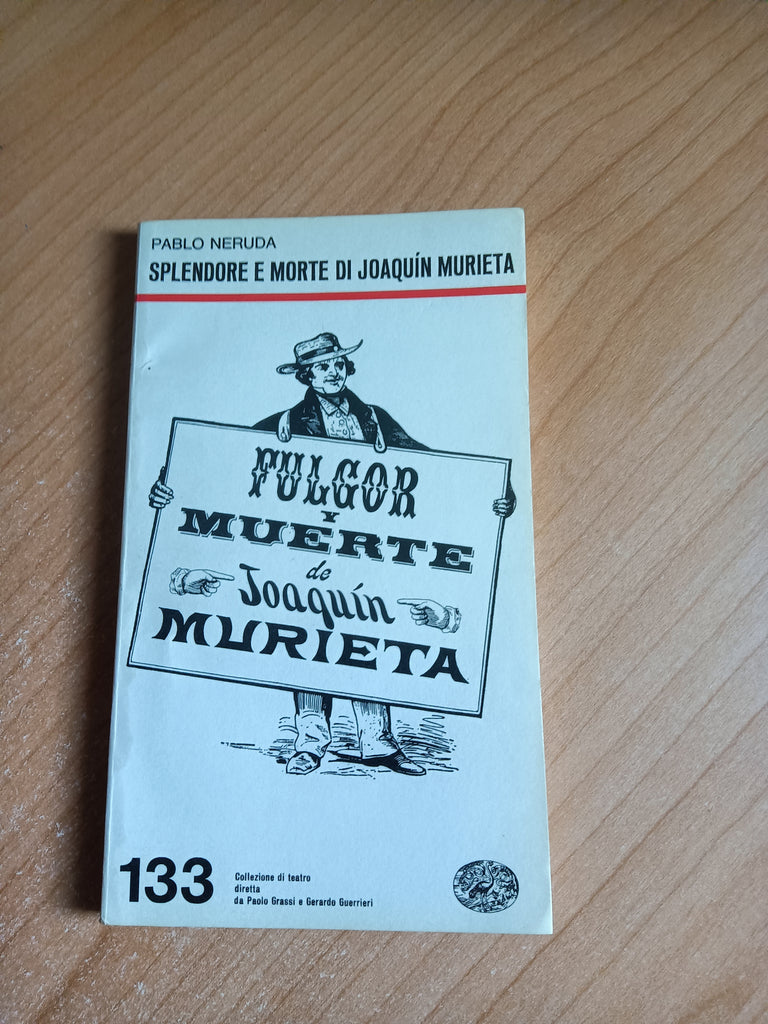 PABLO NERUDA
SPLENDORE E MORTE DI JOAQUÍN MURIETA
FULGOR
Y
MUERTE
de
Joaquín
MURIETA
133
Collezione di teatro
diretta
da Paolo Grassi e Gerardo Guerrieri